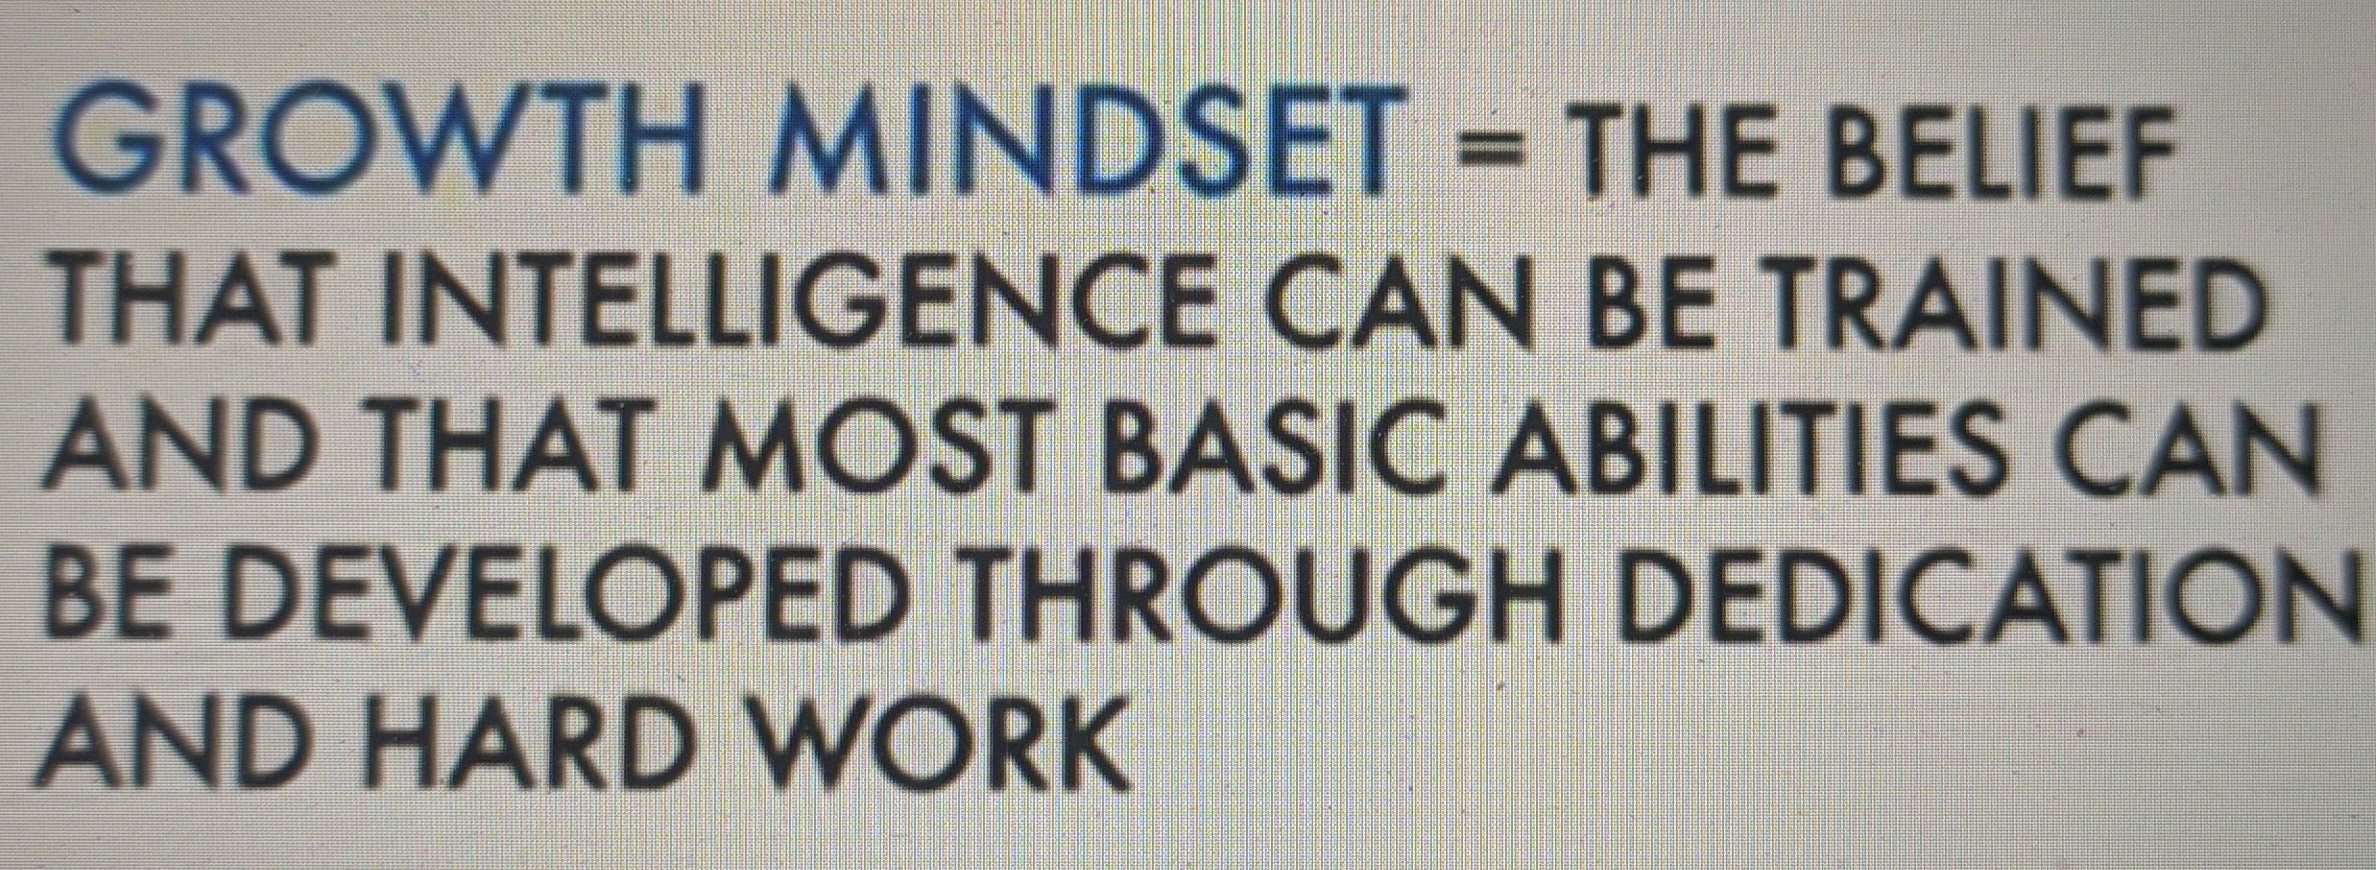 GROWTH MINDSET = THE BELIEF
THAT INTELLIGENCE CAN BE TRAINED
AND THAT MOST BASIC ABILITIES CAN
BE DEVELOPED THROUGH DEDICATION
AND HARD WORK